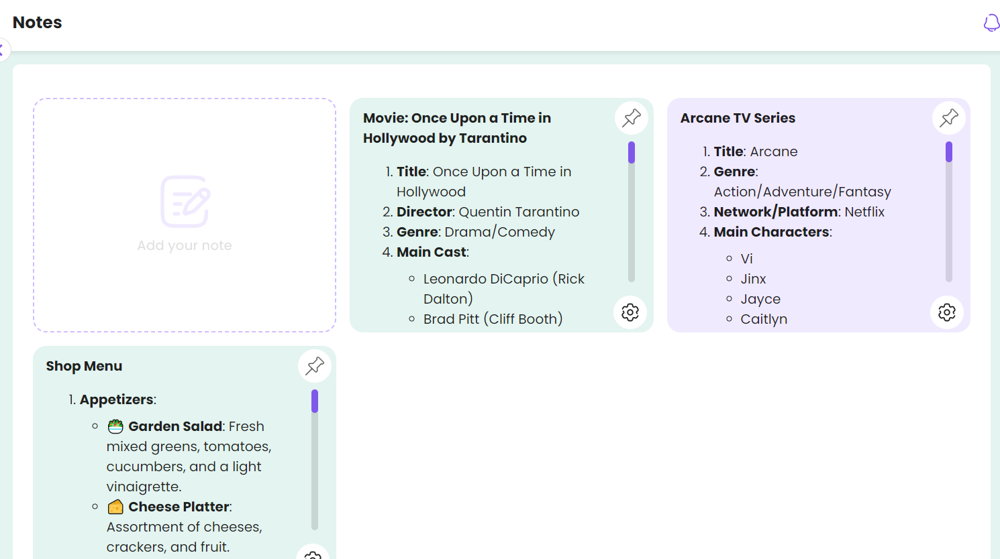 Notes
Add your note
Movie: Once Upon a Time in
Hollywood by Tarantino
1. Title: Once Upon a Time in
Hollywood
2. Director: Quentin Tarantino
3. Genre: Drama/Comedy
4. Main Cast:
Leonardo DiCaprio (Rick
Dalton)
Brad Pitt (Cliff Booth)
Arcane TV Series
1. Title: Arcane
2. Genre:
Action/Adventure/Fantasy
3. Network/Platform: Netflix
4. Main Characters:
Vi
Jinx
Jayce
Caitlyn
Shop Menu
1. Appetizers:
🥗 Garden Salad: Fresh
mixed greens, tomatoes,
cucumbers, and a light
vinaigrette.
🧀 Cheese Platter:
Assortment of cheeses,
crackers, and fruit.